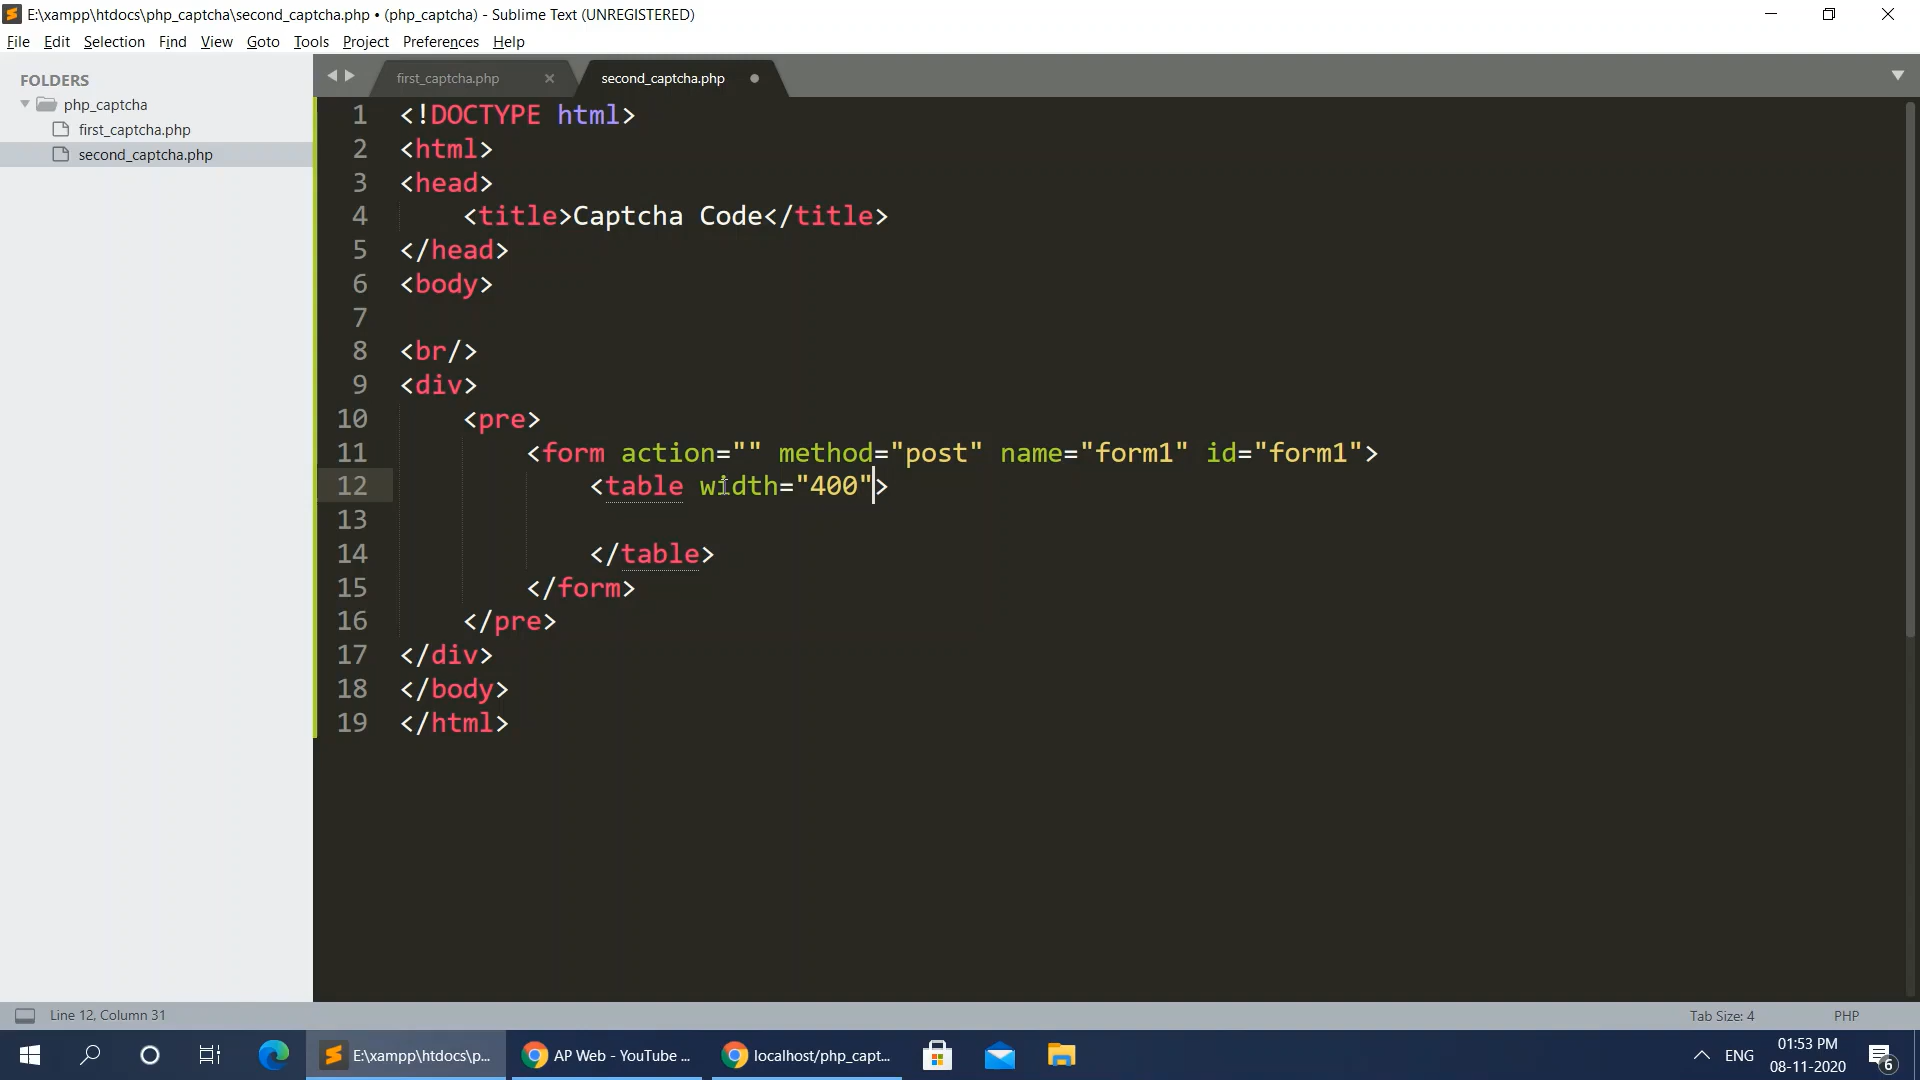 E:\xampp\htdocs\php_captcha\second_captcha.php • (php_captcha) - Sublime Text (UNREGISTERED)
File Edit Selection Find View Goto Tools Project Preferences Help
FOLDERS
php_captcha
first_captcha.php
second_captcha.php
first_captcha.php second_captcha.php
1 <!DOCTYPE html>
2 <html>
3 <head>
4 <title>Captcha Code</title>
5 </head>
6 <body>
7
8 <br/>
9 <div>
10 <pre>
11 <form action="" method="post" name="form1" id="form1">
12 <table width="400">
13
14 </table>
15 </form>
16 </pre>
17 </div>
18 </body>
19 </html>
Line 12, Column 31 Tab Size: 4 PHP
E:\xampp\htdocs\p... AP Web - YouTube ... localhost/php_capt... ENG
01:53 PM
08-11-2020
6